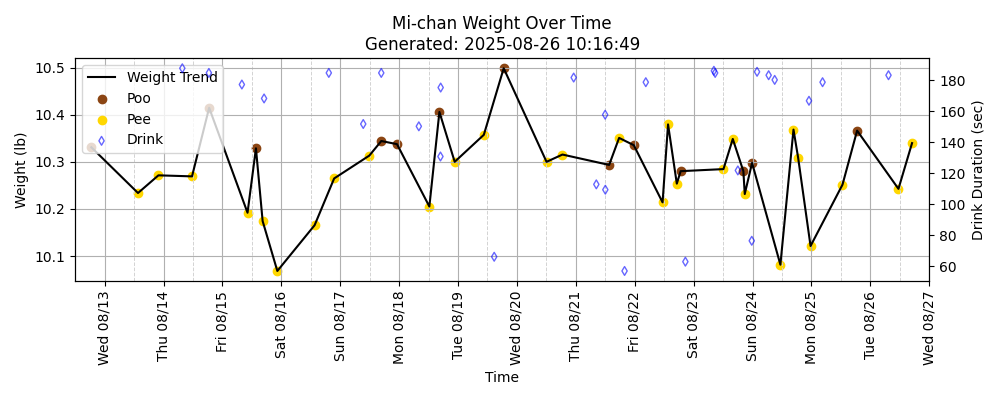 Mi-chan Weight Over Time
Generated: 2025-08-26 10:16:49
Weight Trend
Poo
Pee
Drink
Weight (lb)
10.5
10.4
10.3
10.2
10.1
180
160
140
120
100
80
60
Drink Duration (sec)
Wed 08/13
Thu 08/14
Fri 08/15
Sat 08/16
Sun 08/17
Mon 08/18
Tue 08/19
Wed 08/20
Thu 08/21
Fri 08/22
Sat 08/23
Sun 08/24
Mon 08/25
Tue 08/26
Wed 08/27
Time